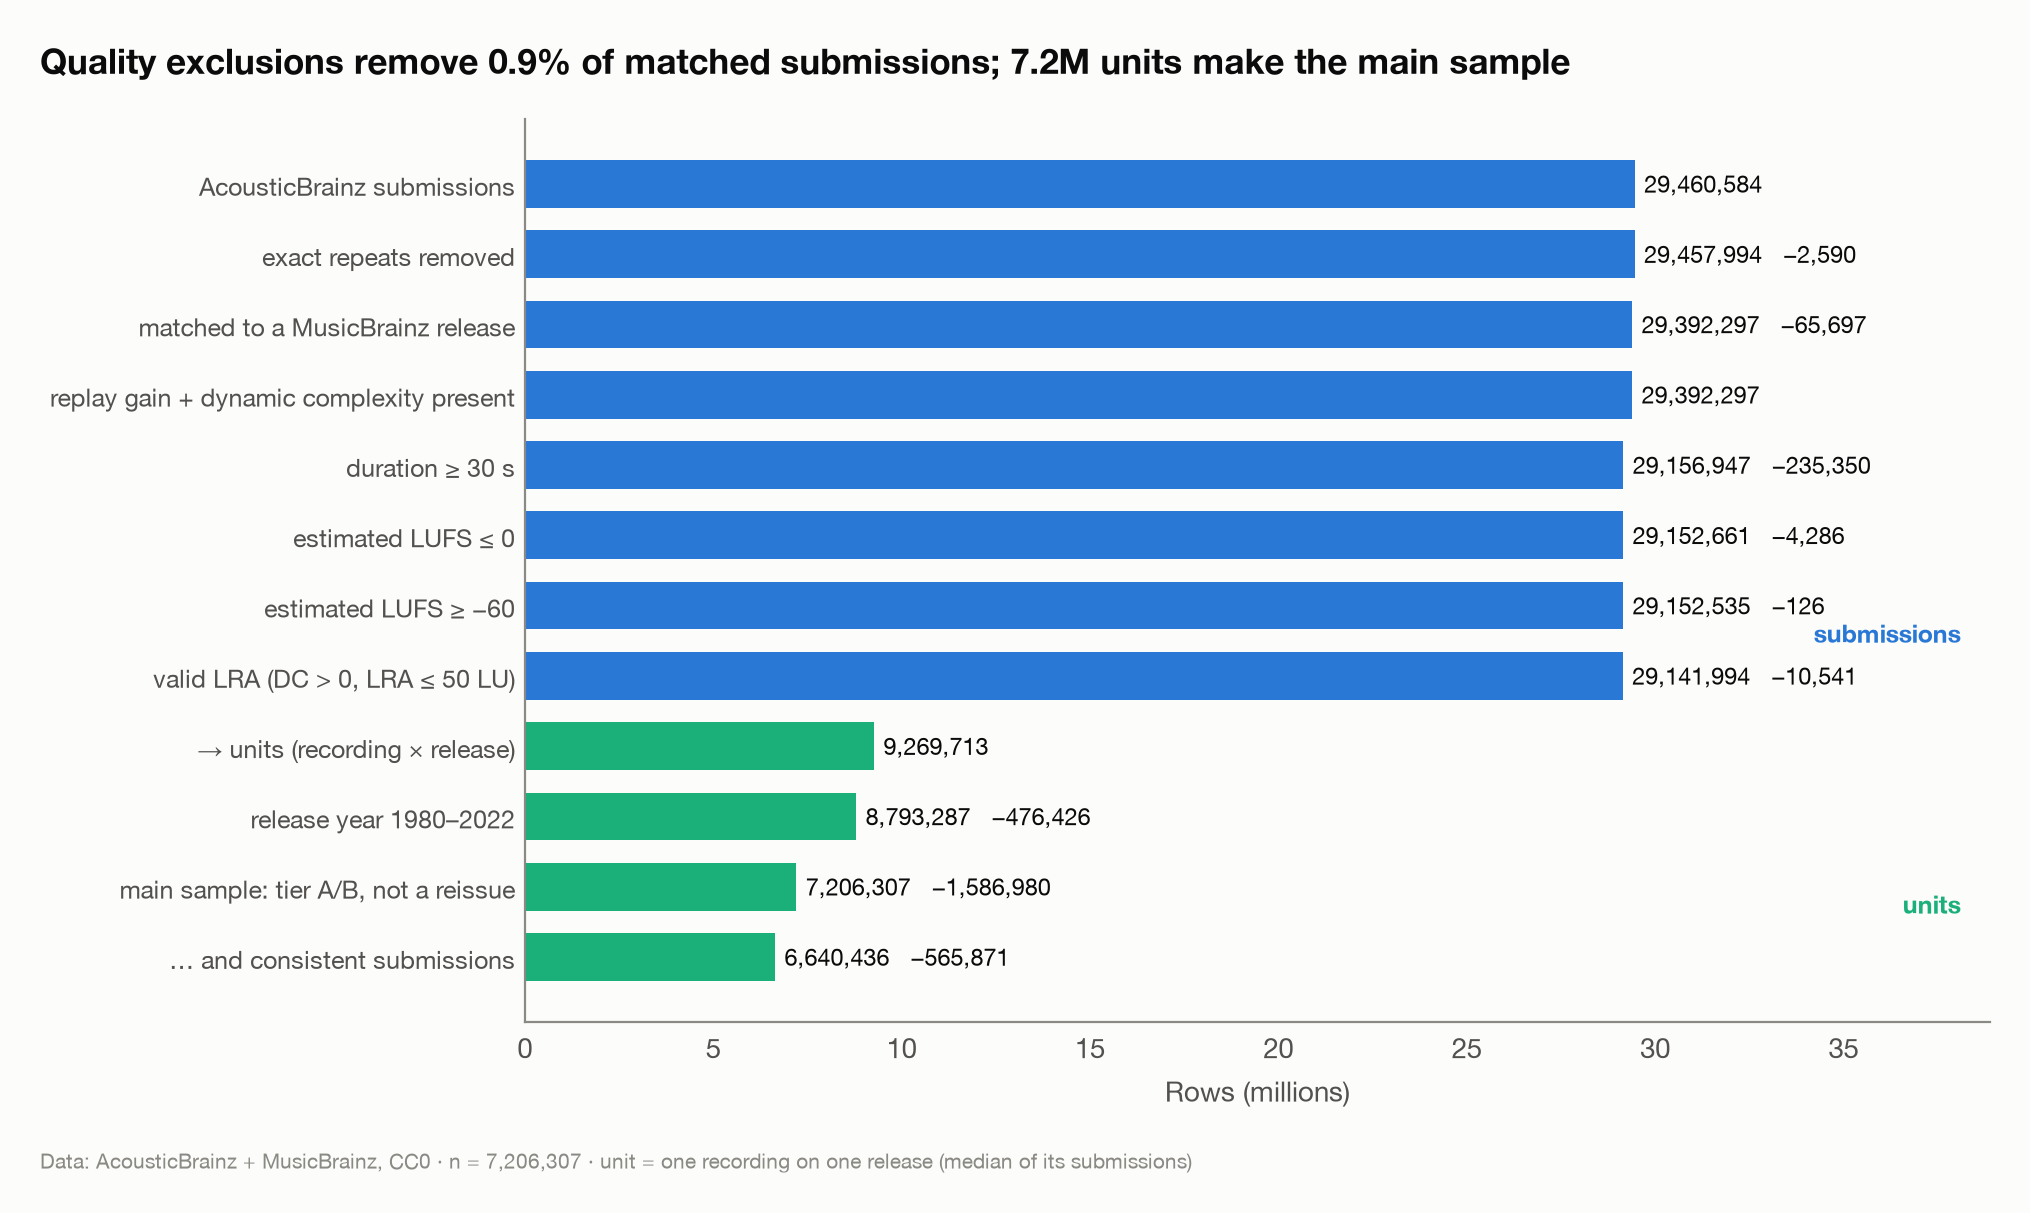 Quality exclusions remove 0.9% of matched submissions; 7.2M units make the main sample
AcousticBrainz submissions 29,460,584
exact repeats removed 29,457,994 −2,590
matched to a MusicBrainz release 29,392,297 −65,697
replay gain + dynamic complexity present 29,392,297
duration ≥ 30 s 29,156,947 −235,350
estimated LUFS ≤ 0 29,152,661 −4,286
estimated LUFS ≥ −60 29,152,535 −126
submissions
valid LRA (DC > 0, LRA ≤ 50 LU) 29,141,994 −10,541
→ units (recording × release) 9,269,713
release year 1980–2022 8,793,287 −476,426
main sample: tier A/B, not a reissue 7,206,307 −1,586,980
units
… and consistent submissions 6,640,436 −565,871
0 5 10 15 20 25 30 35
Rows (millions)
Data: AcousticBrainz + MusicBrainz, CC0 · n = 7,206,307 · unit = one recording on one release (median of its submissions)